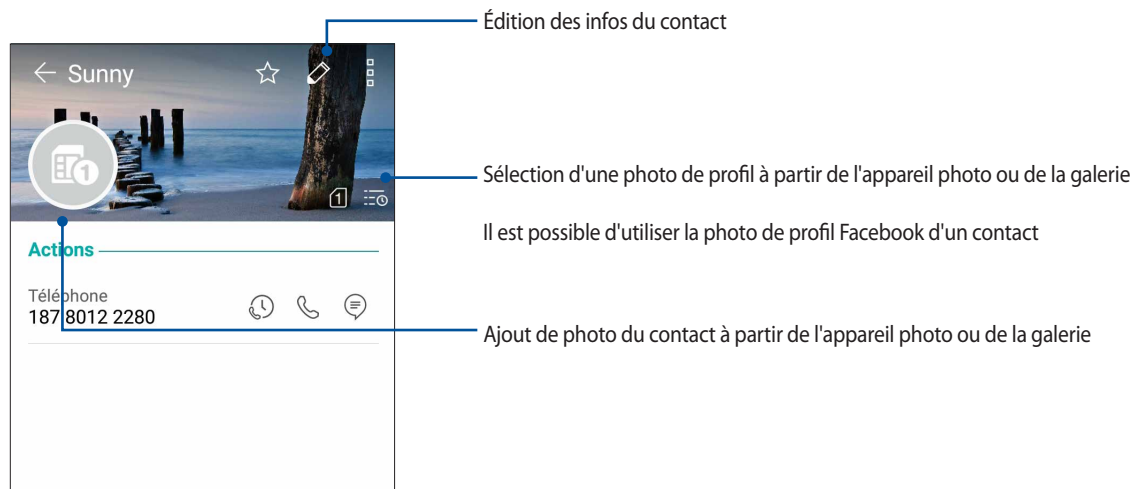 Édition des infos du contact
Sunny
1
1
Sélection d'une photo de profil à partir de l'appareil photo ou de la galerie
Il est possible d'utiliser la photo de profil Facebook d'un contact
Actions
Téléphone
187 8012 2280
Ajout de photo du contact à partir de l'appareil photo ou de la galerie